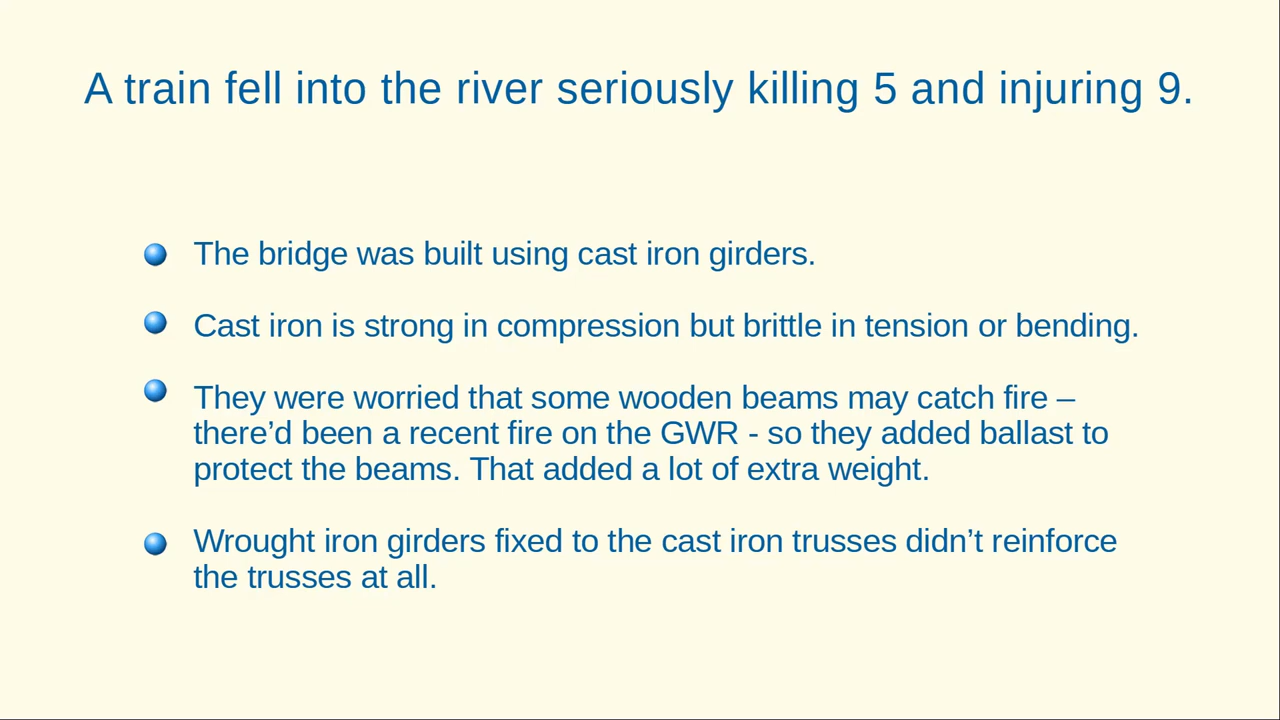 A train fell into the river seriously killing 5 and injuring 9.
The bridge was built using cast iron girders.
Cast iron is strong in compression but brittle in tension or bending.
They were worried that some wooden beams may catch fire –
there’d been a recent fire on the GWR - so they added ballast to
protect the beams. That added a lot of extra weight.
Wrought iron girders fixed to the cast iron trusses didn’t reinforce
the trusses at all.